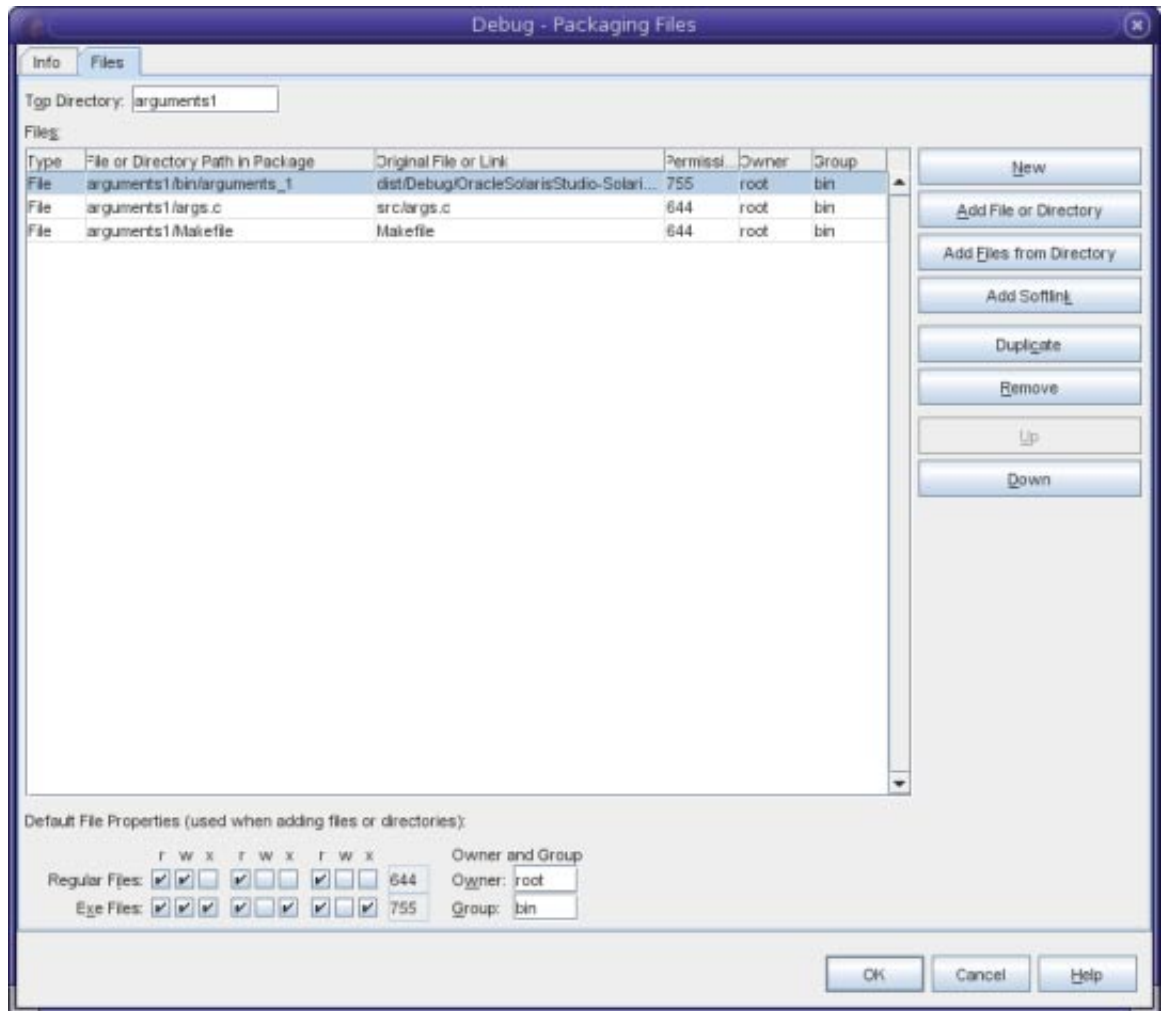 Debug - Packaging Files
Info Files
Top Directory: arguments1
Files:
Type File or Directory Path in Package Original File or Link Permissi... Owner Group
File arguments1/bin/arguments_1 dist/Debug/OracleSolarisStudio-Solari... 755 root bin
File arguments1/args.c src/args.c 644 root bin
File arguments1/Makefile Makefile 644 root bin
New
Add File or Directory
Add Files from Directory
Add Softlink
Duplicate
Remove
Up
Down
Default File Properties (used when adding files or directories):
r w x r w x r w x Owner and Group
Regular Files: 644 Owner: root
Exe Files: 755 Group: bin
OK Cancel Help